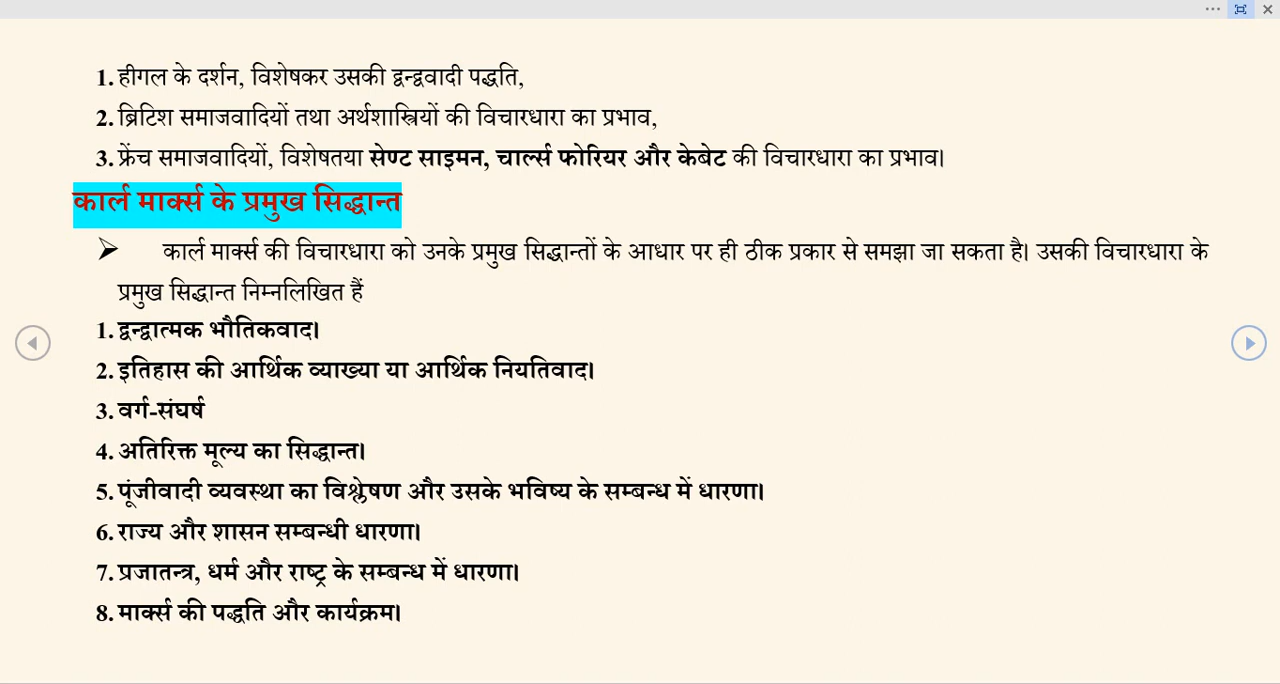 1. हीगल के दर्शन, विशेषकर उसकी द्वन्द्ववादी पद्धति,
2. ब्रिटिश समाजवादियों तथा अर्थशास्त्रियों की विचारधारा का प्रभाव,
3. फ्रेंच समाजवादियों, विशेषतया सेण्ट साइमन, चार्ल्स फोरियर और केबेट की विचारधारा का प्रभाव।
कार्ल मार्क्स के प्रमुख सिद्धान्त
➢ कार्ल मार्क्स की विचारधारा को उनके प्रमुख सिद्धान्तों के आधार पर ही ठीक प्रकार से समझा जा सकता है। उसकी विचारधारा के
प्रमुख सिद्धान्त निम्नलिखित हैं
1. द्वन्द्वात्मक भौतिकवाद।
2. इतिहास की आर्थिक व्याख्या या आर्थिक नियतिवाद।
3. वर्ग-संघर्ष
4. अतिरिक्त मूल्य का सिद्धान्त।
5. पूंजीवादी व्यवस्था का विश्लेषण और उसके भविष्य के सम्बन्ध में धारणा।
6. राज्य और शासन सम्बन्धी धारणा।
7. प्रजातन्त्र, धर्म और राष्ट्र के सम्बन्ध में धारणा।
8. मार्क्स की पद्धति और कार्यक्रम।